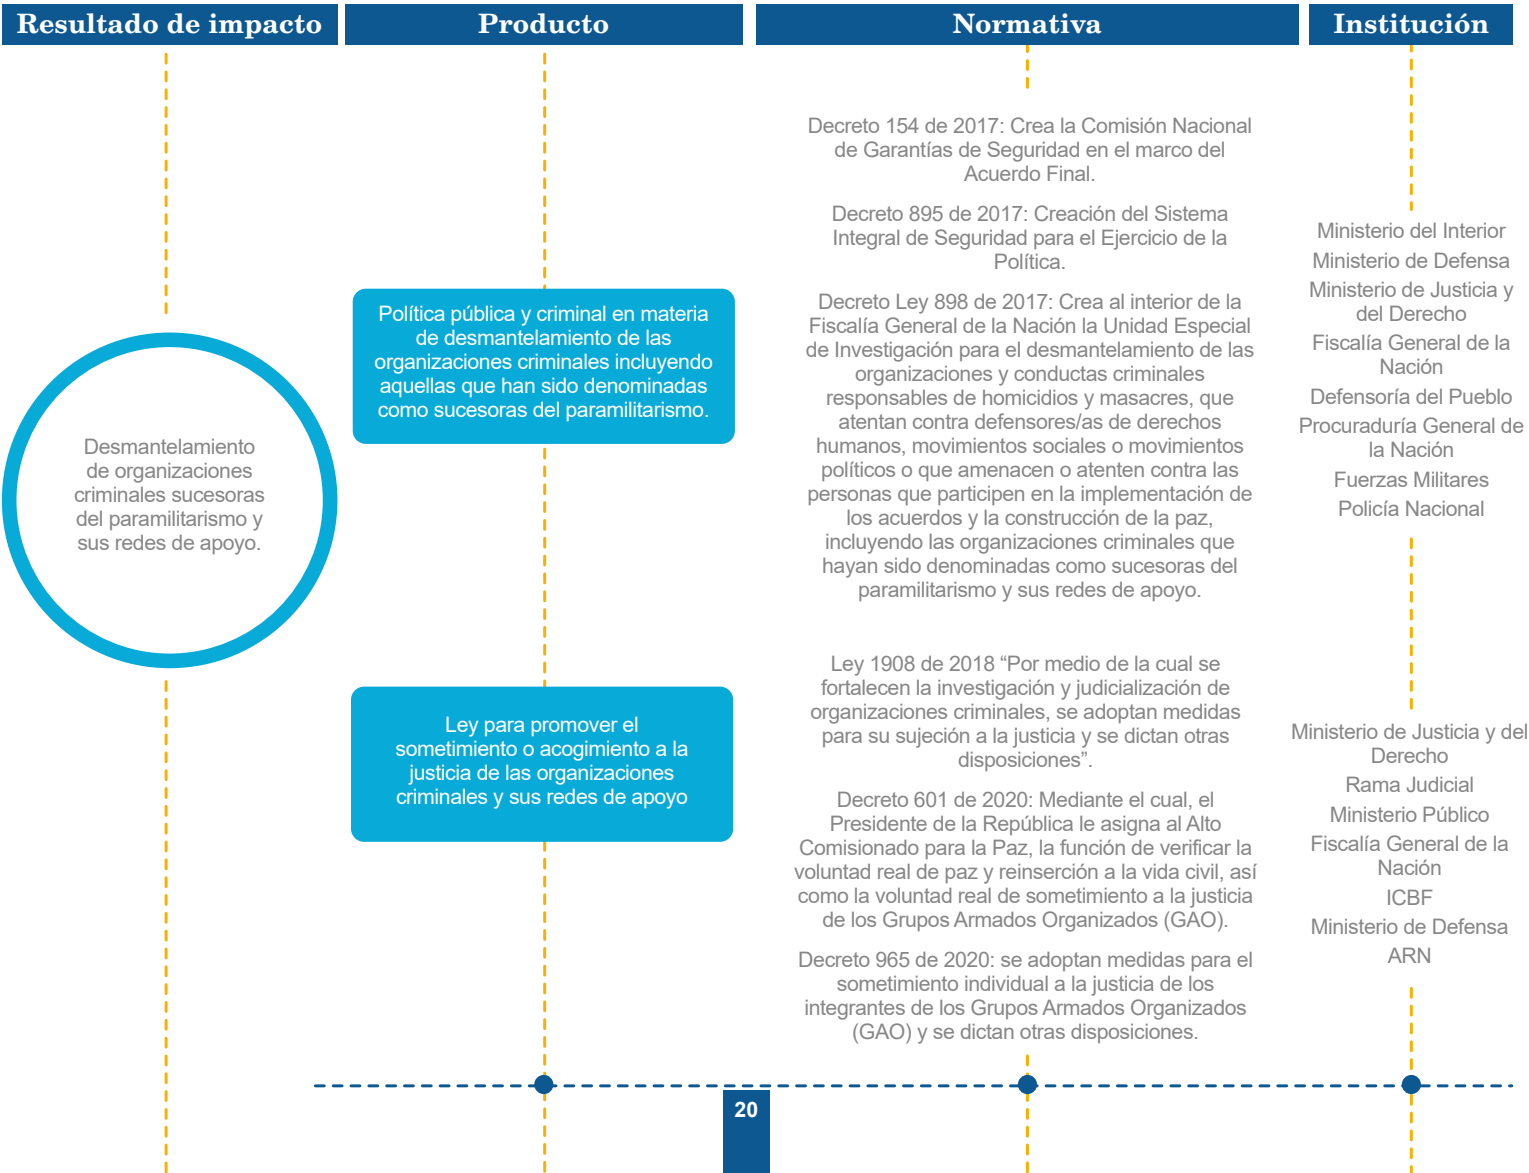 Resultado de impacto
Producto
Normativa
Institución
Desmantelamiento
de organizaciones
criminales sucesoras
del paramilitarismo y
sus redes de apoyo.
Política pública y criminal en materia
de desmantelamiento de las
organizaciones criminales incluyendo
aquellas que han sido denominadas
como sucesoras del paramilitarismo.
Decreto 154 de 2017: Crea la Comisión Nacional
de Garantías de Seguridad en el marco del
Acuerdo Final.
Decreto 895 de 2017: Creación del Sistema
Integral de Seguridad para el Ejercicio de la
Política.
Decreto Ley 898 de 2017: Crea al interior de la
Fiscalía General de la Nación la Unidad Especial
de Investigación para el desmantelamiento de las
organizaciones y conductas criminales
responsables de homicidios y masacres, que
atentan contra defensores/as de derechos
humanos, movimientos sociales o movimientos
políticos o que amenacen o atenten contra las
personas que participen en la implementación de
los acuerdos y la construcción de la paz,
incluyendo las organizaciones criminales que
hayan sido denominadas como sucesoras del
paramilitarismo y sus redes de apoyo.
Ministerio del Interior
Ministerio de Defensa
Ministerio de Justicia y
del Derecho
Fiscalía General de la
Nación
Defensoría del Pueblo
Procuraduría General de
la Nación
Fuerzas Militares
Policía Nacional
Ley para promover el
sometimiento o acogimiento a la
justicia de las organizaciones
criminales y sus redes de apoyo
Ley 1908 de 2018 “Por medio de la cual se
fortalecen la investigación y judicialización de
organizaciones criminales, se adoptan medidas
para su sujeción a la justicia y se dictan otras
disposiciones”.
Decreto 601 de 2020: Mediante el cual, el
Presidente de la República le asigna al Alto
Comisionado para la Paz, la función de verificar la
voluntad real de paz y reinserción a la vida civil, así
como la voluntad real de sometimiento a la justicia
de los Grupos Armados Organizados (GAO).
Decreto 965 de 2020: se adoptan medidas para el
sometimiento individual a la justicia de los
integrantes de los Grupos Armados Organizados
(GAO) y se dictan otras disposiciones.
Ministerio de Justicia y del
Derecho
Rama Judicial
Ministerio Público
Fiscalía General de la
Nación
ICBF
Ministerio de Defensa
ARN
20